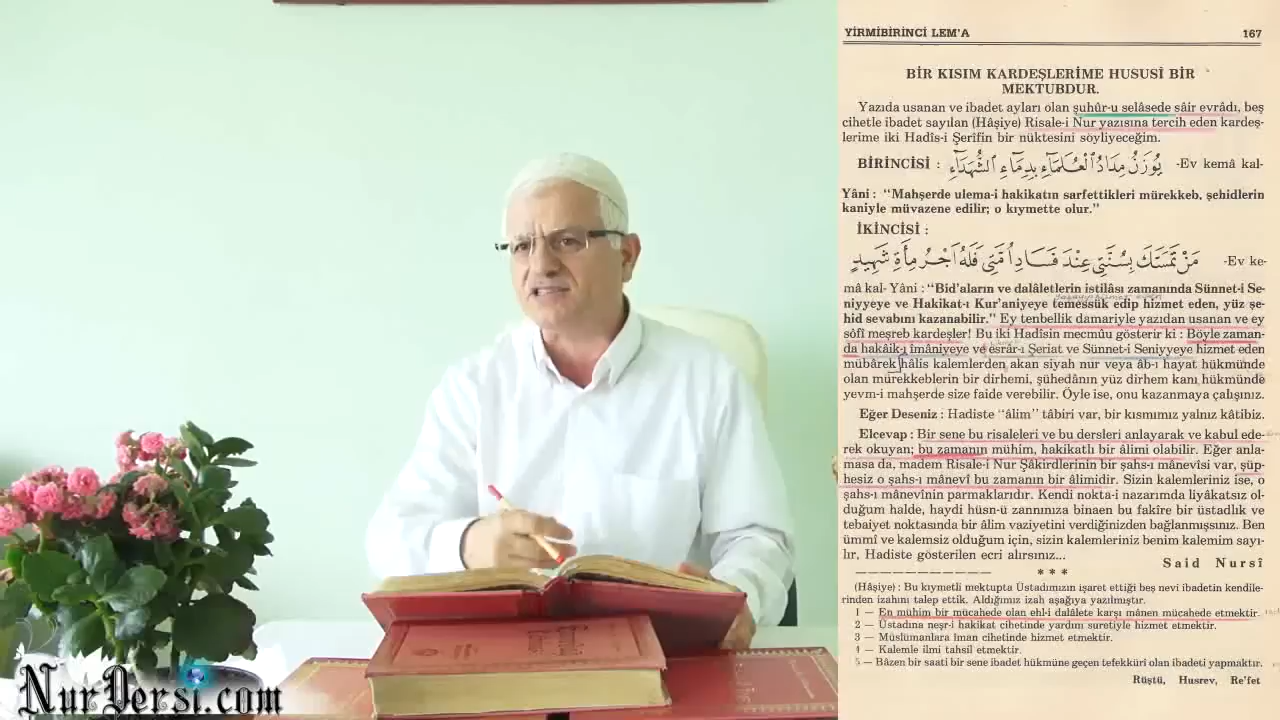 YİRMİBİRİNCİ LEM'A 167
BİR KISIM KARDEŞLERİME HUSUSİ BİR
MEKTUBDUR.
Yazıda usanan ve ibadet ayları olan şuhûr-u selâsede sâir evrâdı, beş
cihetle ibadet sayılan (Hâşiye) Risale-i Nur yazısına tercih eden kardeş-
lerime iki Hadîs-i Şerifin bir nüktesini söyliyeceğim.
BİRİNCİSİ : يُوزَنُ مِدَادُ الْعُلَمَاءِ بِدِمَاءِ الشُّهَدَاءِ -Ev kemâ kal-
Yâni : "Mahşerde ulema-i hakikatın sarfettikleri mürekkeb, şehidlerin
kaniyle müvazene edilir; o kıymette olur."
İKİNCİSİ :
مَنْ تَمَسَّكَ بِسُنَّتِي عِنْدَ فَسَادِ اُمَّتِي فَلَهُ اَجْرُ مِأَةِ شَهِيدٍ -Ev ke-
mâ kal- Yâni : "Bid'aların ve dalâletlerin istilâsı zamanında Sünnet-i Se-
niyyeye ve Hakikat-ı Kur'aniyeye temessük edip hizmet eden, yüz şe-
hid sevabını kazanabilir." Ey tenbellik damariyle yazıdan usanan ve ey
sôfî meşreb kardeşler! Bu iki Hadîsin mecmûu gösterir ki : Böyle zaman-
da hakâik-ı îmâniyeye ve esrâr-ı Şeriat ve Sünnet-i Seniyyeye hizmet eden
mübârek hâlis kalemlerden akan siyah nur veya âb-ı hayat hükmünde
olan mürekkeblerin bir dirhemi, şühedânın yüz dirhem kanı hükmünde
yevm-i mahşerde size faide verebilir. Öyle ise, onu kazanmaya çalışınız.
Eğer Deseniz : Hadiste "âlim" tâbiri var, bir kısmımız yalnız kâtibiz.
Elcevap : Bir sene bu risaleleri ve bu dersleri anlayarak ve kabul ede-
rek okuyan; bu zamanın mühim, hakikatlı bir âlimi olabilir. Eğer anla-
masa da, madem Risale-i Nur Şâkirdlerinin bir şahs-ı mânevîsi var, şüp-
hesiz o şahs-ı mânevî bu zamanın bir âlimidir. Sizin kalemleriniz ise, o
şahs-ı mânevînin parmaklarıdır. Kendi nokta-i nazarımda liyâkatsız ol-
duğum halde, haydi hüsn-ü zannınıza binaen bu fakîre bir üstadlık ve
tebaiyet noktasında bir âlim vaziyetini verdiğinizden bağlanmışsınız. Ben
ümmî ve kalemsiz olduğum için, sizin kalemleriniz benim kalemim sayı-
lır, Hadiste gösterilen ecri alırsınız...
Said Nursî
* * *
(Hâşiye) : Bu kıymetli mektupta Üstadımızın işaret ettiği beş nevi ibadetin kendile-
rinden izahını talep ettik. Aldığımız izah aşağıya yazılmıştır.
1 — En mühim bir mücahede olan ehl-i dalâlete karşı mânen mücahede etmektir.
2 — Üstadına neşr-i hakikat cihetinde yardım suretiyle hizmet etmektir.
3 — Müslümanlara iman cihetinde hizmet etmektir.
4 — Kalemle ilmi tahsil etmektir.
5 — Bâzen bir saati bir sene ibadet hükmüne geçen tefekkürî olan ibadeti yapmaktır.
Rüştü, Husrev, Re'fet
NurDersi.com